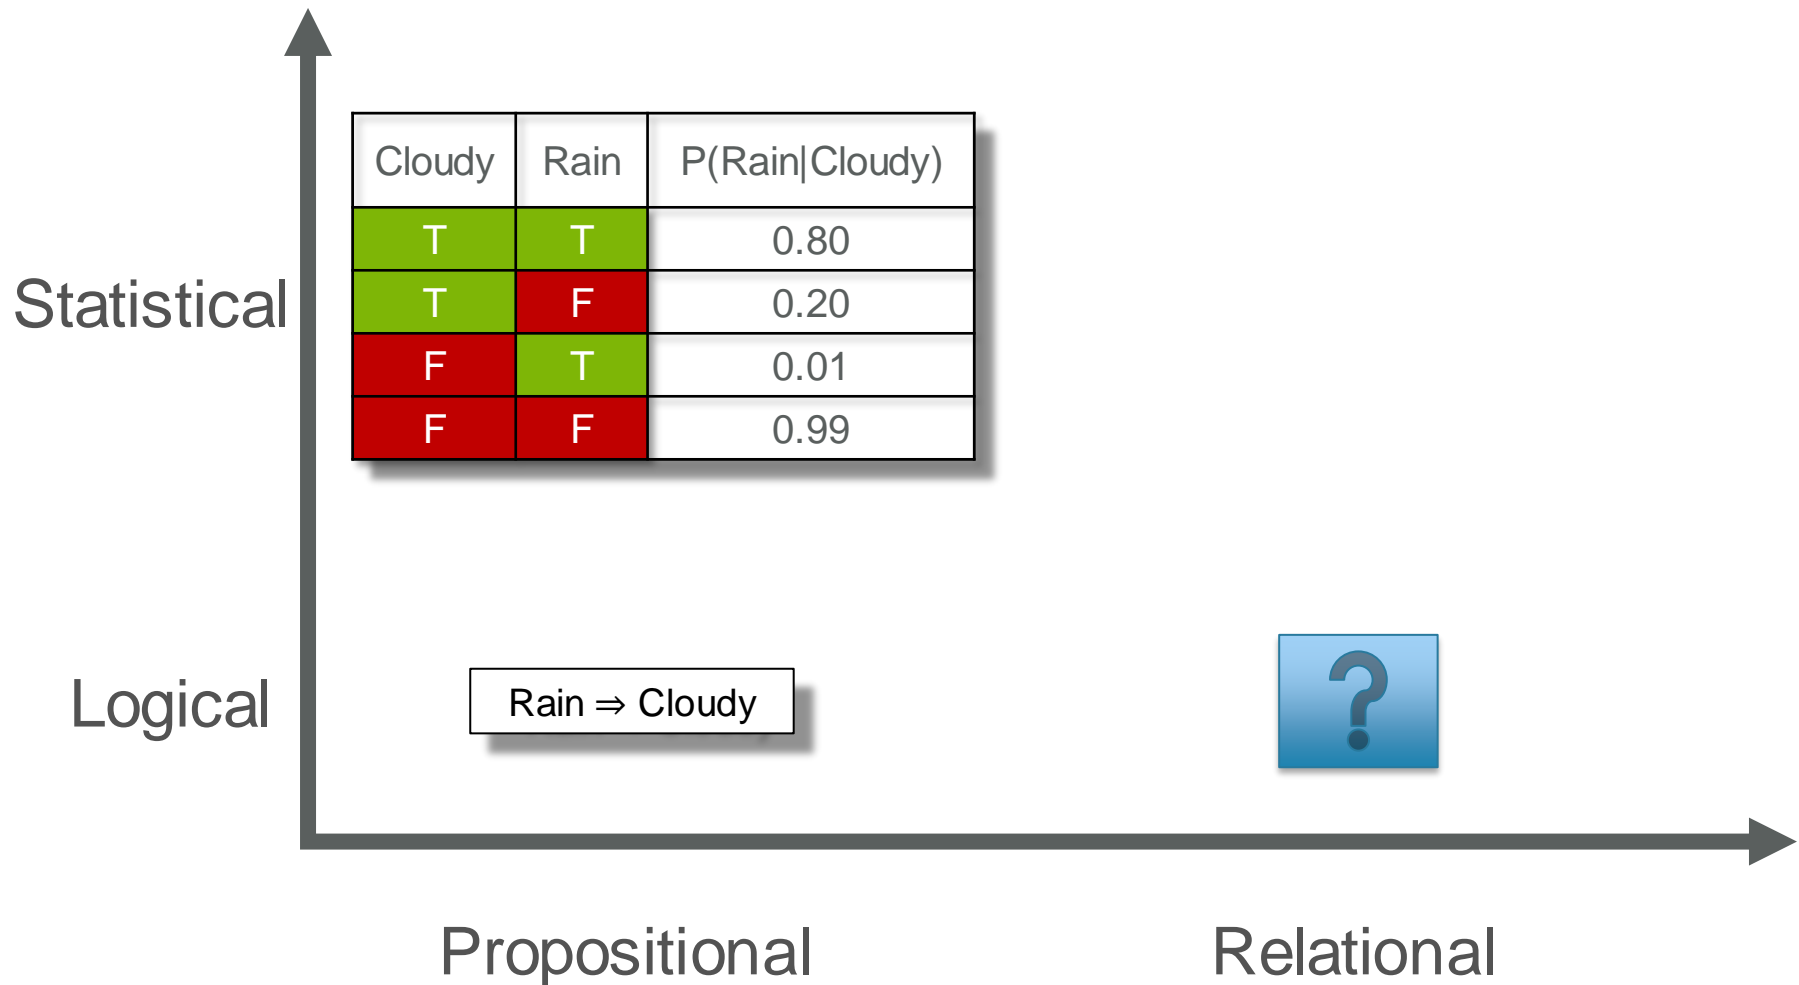 Cloudy Rain P(Rain|Cloudy)
T T 0.80
T F 0.20
F T 0.01
F F 0.99
Statistical
Logical
Rain ⇒ Cloudy
?
Propositional
Relational